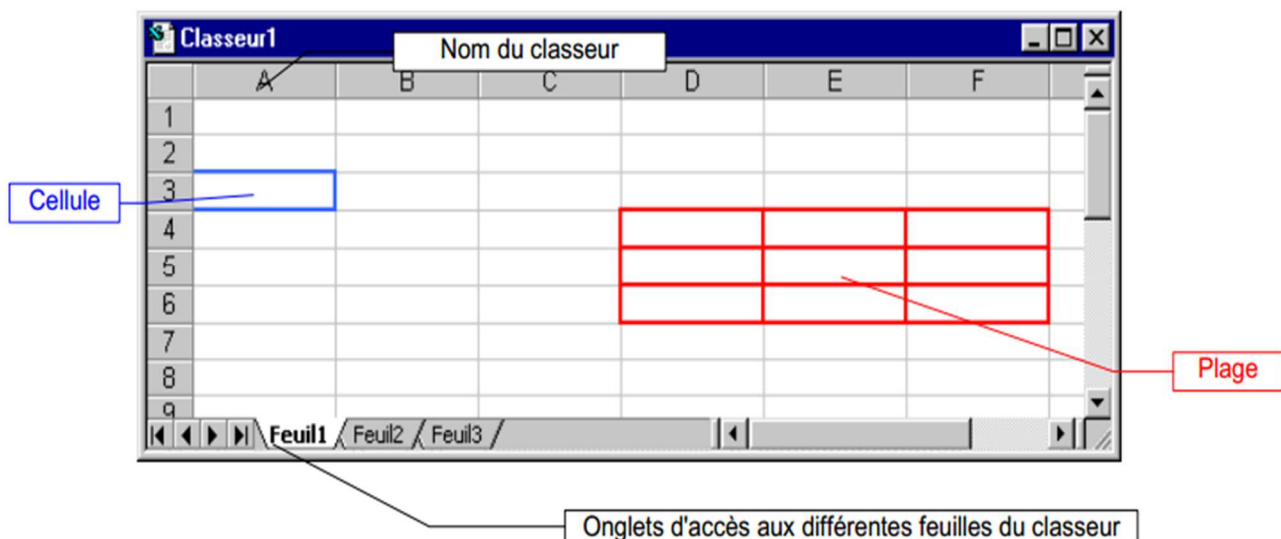 Classeur1
Nom du classeur
A B C D E F
1
2
3
Cellule
4
5
6
7
Plage
8
9
Feuil1 Feuil2 Feuil3
Onglets d'accès aux différentes feuilles du classeur